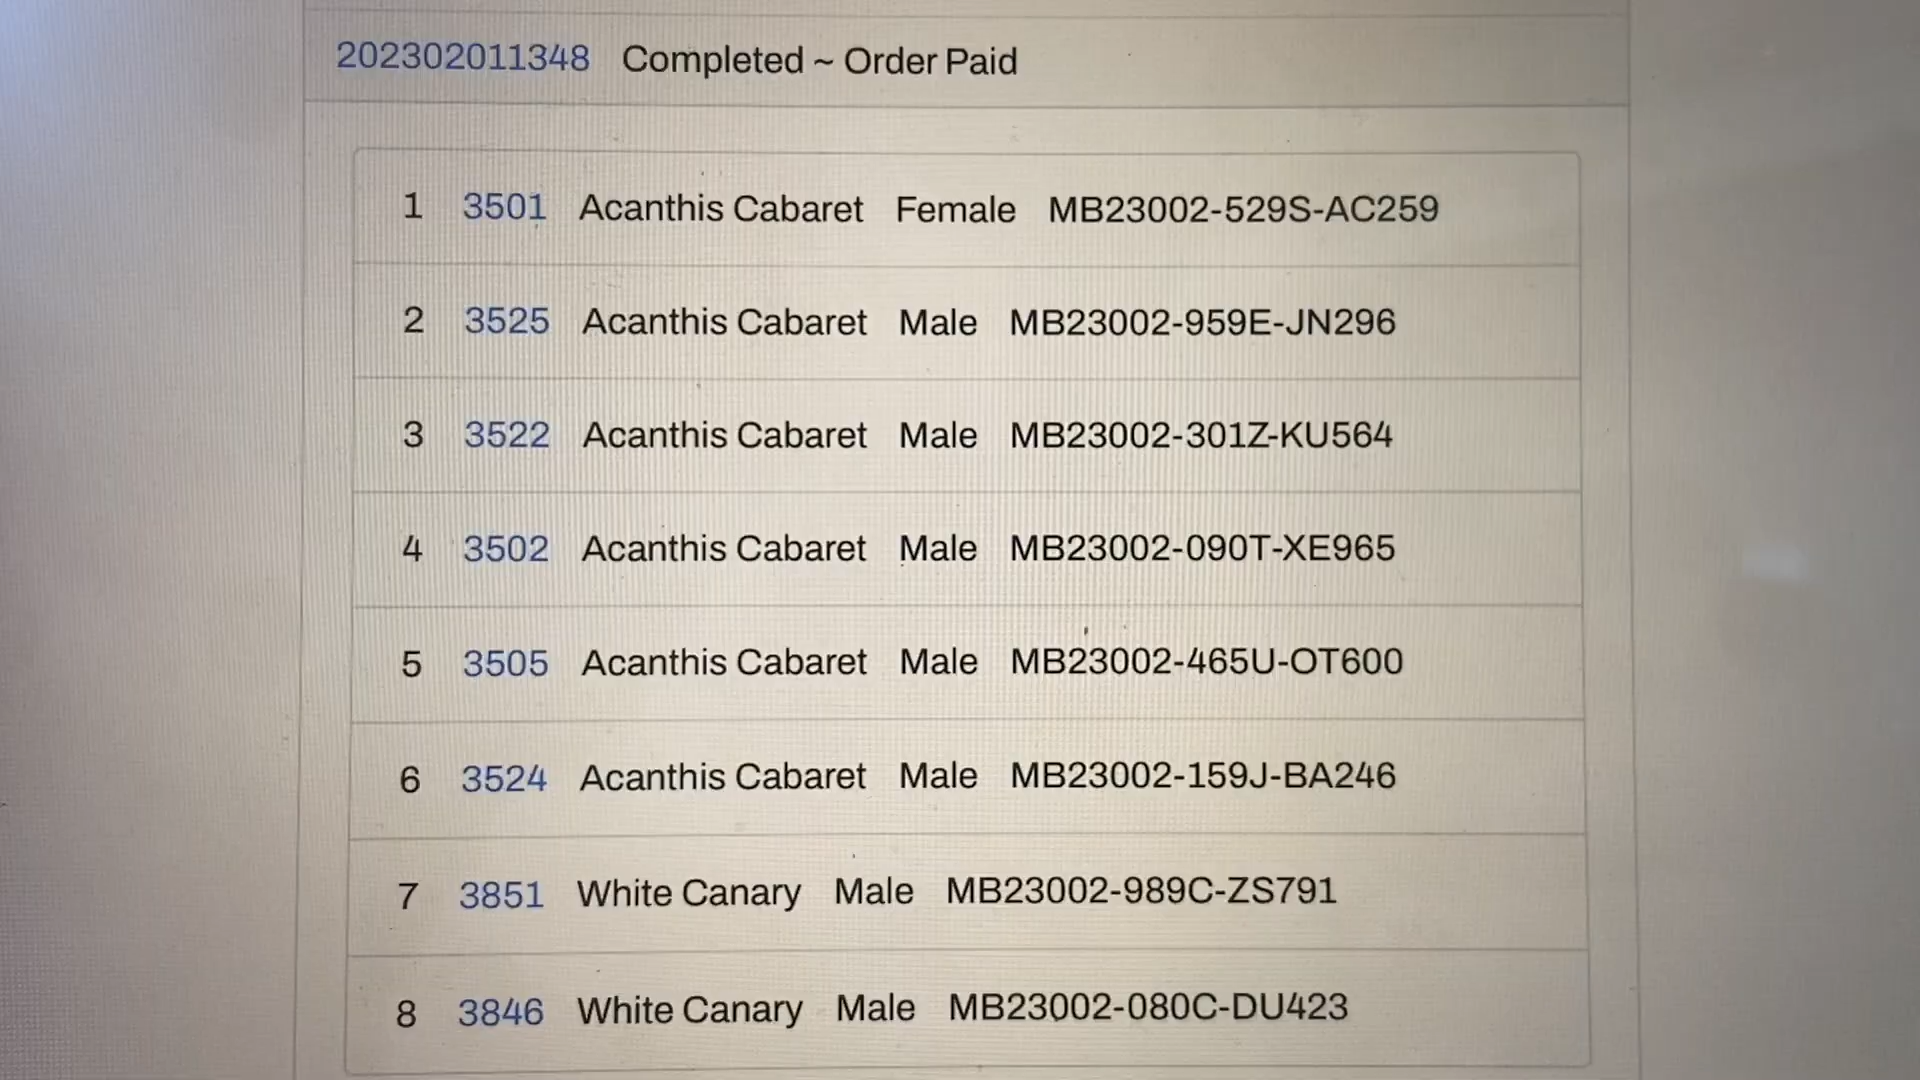 202302011348 Completed ~ Order Paid
1 3501 Acanthis Cabaret Female MB23002-529S-AC259
2 3525 Acanthis Cabaret Male MB23002-959E-JN296
3 3522 Acanthis Cabaret Male MB23002-301Z-KU564
4 3502 Acanthis Cabaret Male MB23002-090T-XE965
5 3505 Acanthis Cabaret Male MB23002-465U-OT600
6 3524 Acanthis Cabaret Male MB23002-159J-BA246
7 3851 White Canary Male MB23002-989C-ZS791
8 3846 White Canary Male MB23002-080C-DU423